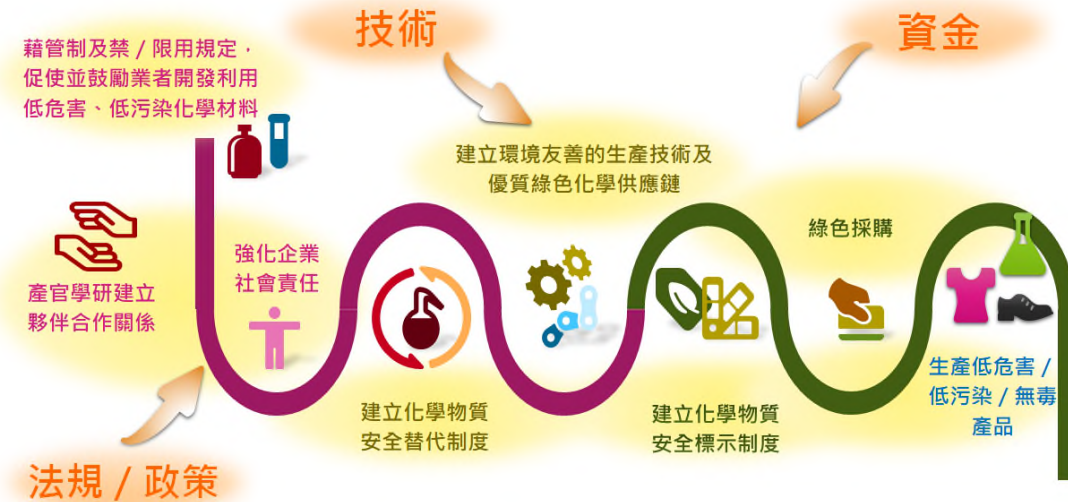 技術
資金
藉管制及禁 / 限用規定，
促使並鼓勵業者開發利用
低危害、低污染化學材料
建立環境友善的生產技術及
優質綠色化學供應鏈
綠色採購
強化企業
社會責任
產官學研建立
夥伴合作關係
生產低危害 /
低污染 / 無毒
產品
建立化學物質
安全替代制度
建立化學物質
安全標示制度
法規 / 政策